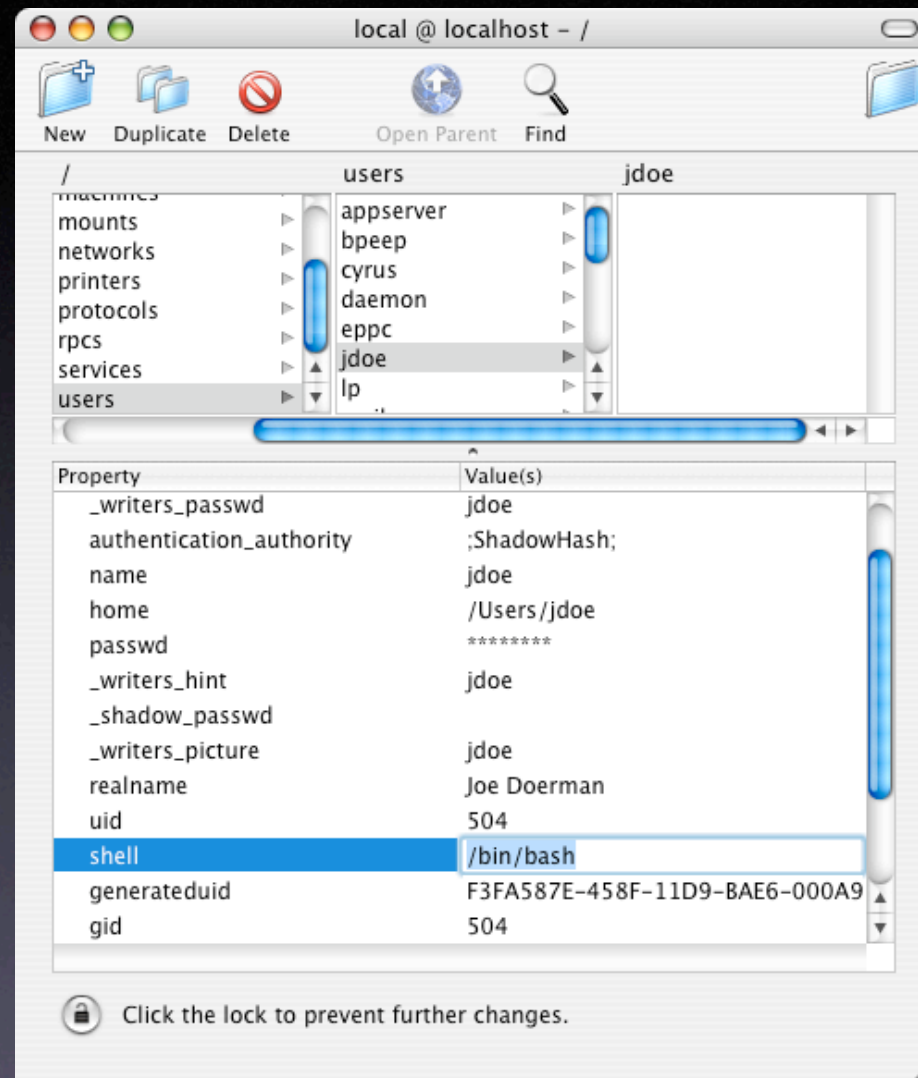 local @ localhost – /
New Duplicate Delete Open Parent Find
/ users jdoe
machines
mounts
networks
printers
protocols
rpcs
services
users
appserver
bpeep
cyrus
daemon
eppc
jdoe
lp
Property Value(s)
_writers_passwd jdoe
authentication_authority ;ShadowHash;
name jdoe
home /Users/jdoe
passwd ********
_writers_hint jdoe
_shadow_passwd
_writers_picture jdoe
realname Joe Doerman
uid 504
shell /bin/bash
generateduid F3FA587E-458F-11D9-BAE6-000A9
gid 504
Click the lock to prevent further changes.